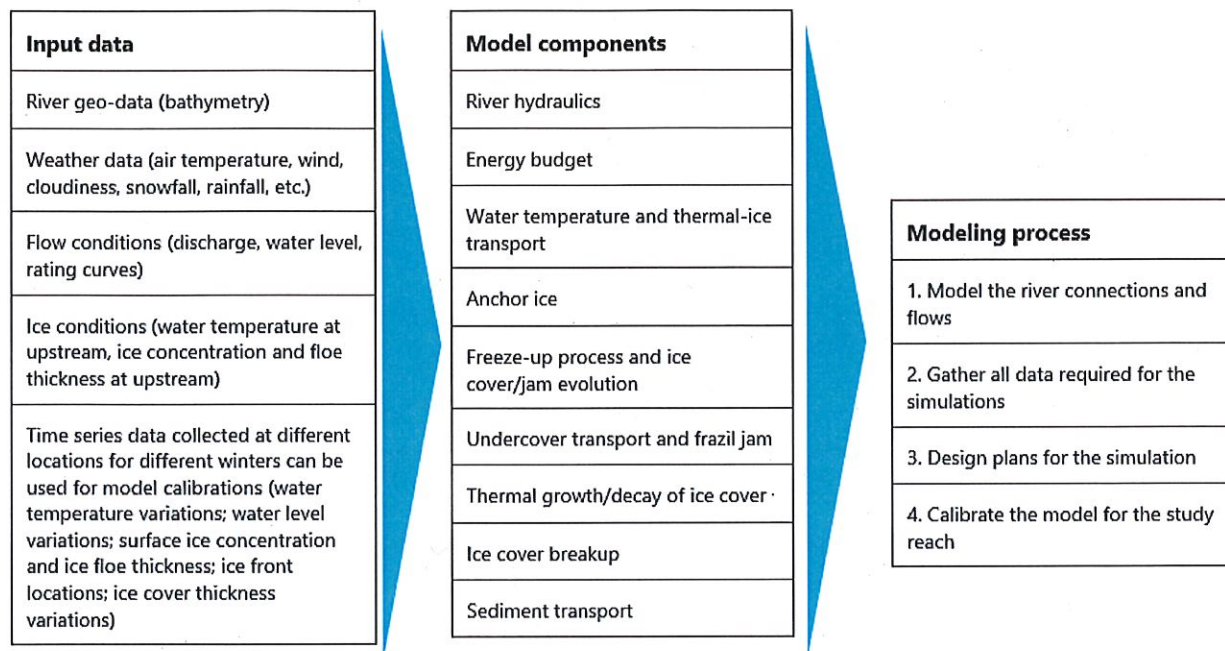 Input data
River geo-data (bathymetry)
Weather data (air temperature, wind,
cloudiness, snowfall, rainfall, etc.)
Flow conditions (discharge, water level,
rating curves)
Ice conditions (water temperature at
upstream, ice concentration and floe
thickness at upstream)
Time series data collected at different
locations for different winters can be
used for model calibrations (water
temperature variations; water level
variations; surface ice concentration
and ice floe thickness; ice front
locations; ice cover thickness
variations)
Model components
River hydraulics
Energy budget
Water temperature and thermal-ice
transport
Anchor ice
Freeze-up process and ice
cover/jam evolution
Undercover transport and frazil jam
Thermal growth/decay of ice cover
Ice cover breakup
Sediment transport
Modeling process
1. Model the river connections and
flows
2. Gather all data required for the
simulations
3. Design plans for the simulation
4. Calibrate the model for the study
reach